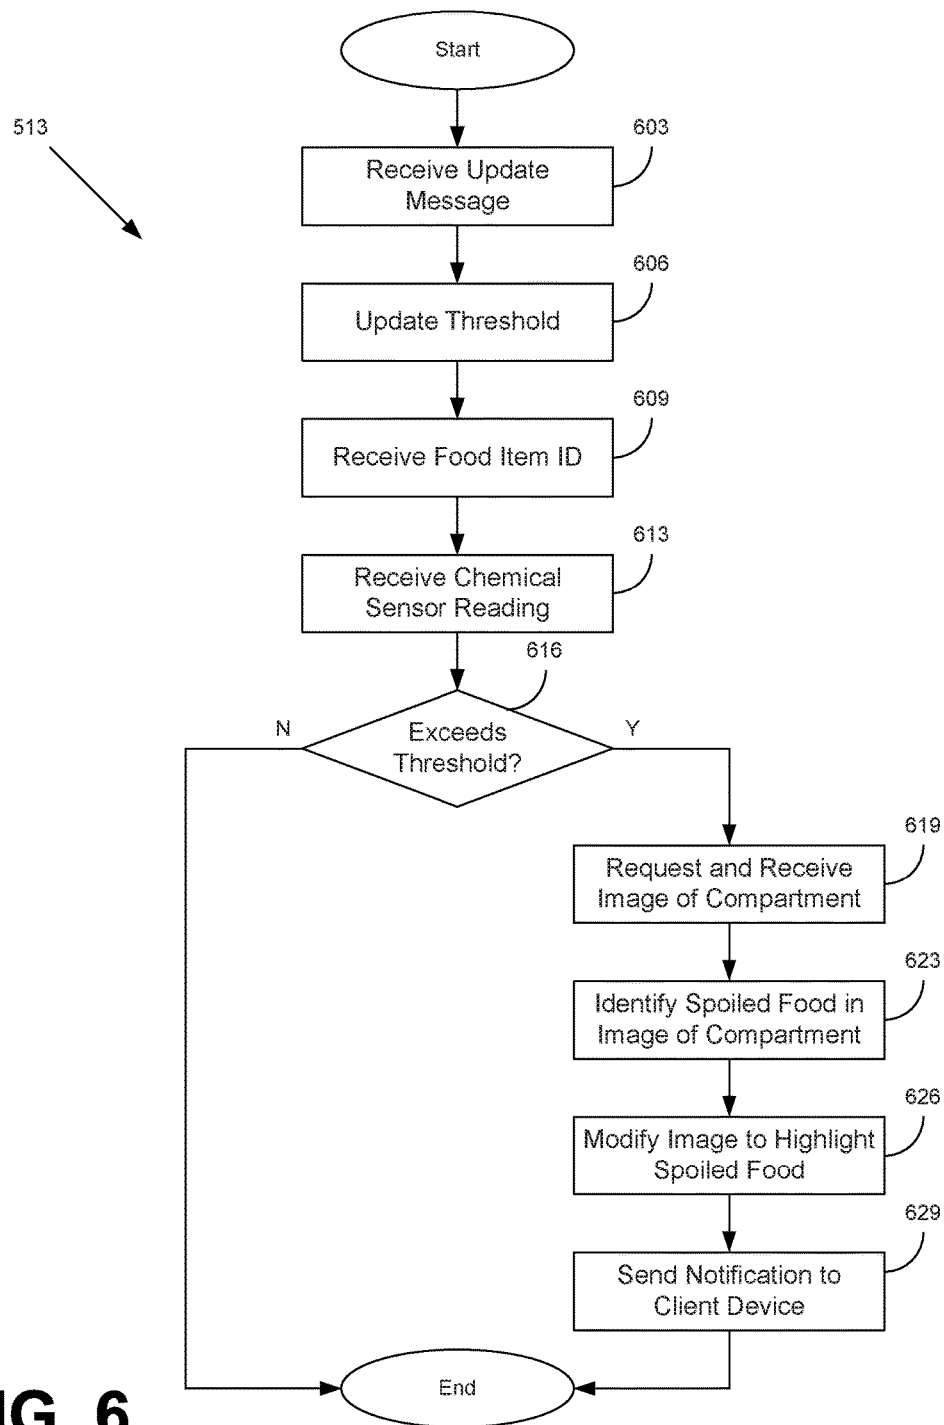 Start
513
603
Receive Update
Message
606
Update Threshold
609
Receive Food Item ID
613
Receive Chemical
Sensor Reading
616
N
Exceeds
Threshold?
Y
619
Request and Receive
Image of Compartment
623
Identify Spoiled Food in
Image of Compartment
626
Modify Image to Highlight
Spoiled Food
629
Send Notification to
Client Device
End
6